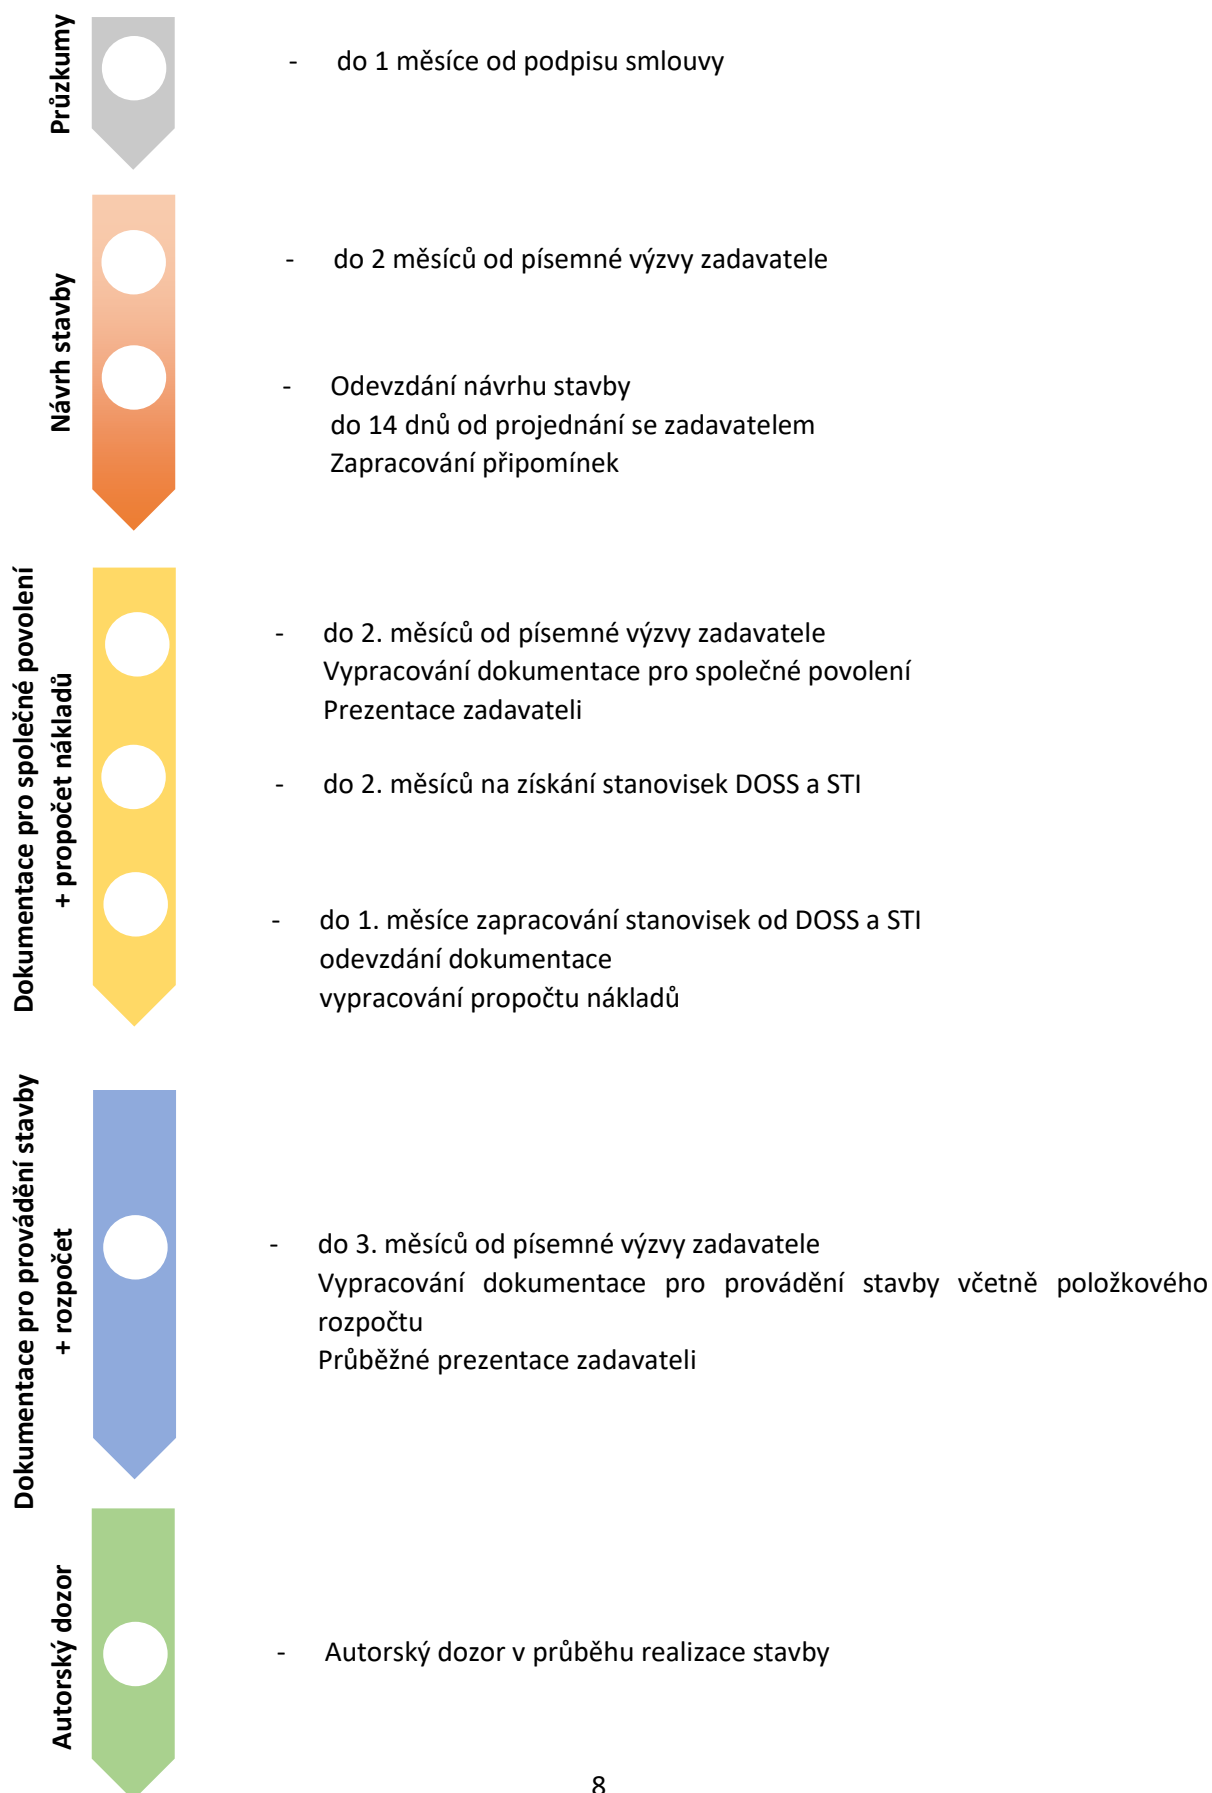 Průzkumy
- do 1 měsíce od podpisu smlouvy
Návrh stavby
- do 2 měsíců od písemné výzvy zadavatele
- Odevzdání návrhu stavby
do 14 dnů od projednání se zadavatelem
Zapracování připomínek
Dokumentace pro společné povolení
+ propočet nákladů
- do 2. měsíců od písemné výzvy zadavatele
Vypracování dokumentace pro společné povolení
Prezentace zadavateli
- do 2. měsíců na získání stanovisek DOSS a STI
- do 1. měsíce zapracování stanovisek od DOSS a STI
odevzdání dokumentace
vypracování propočtu nákladů
Dokumentace pro provádění stavby
+ rozpočet
- do 3. měsíců od písemné výzvy zadavatele
Vypracování dokumentace pro provádění stavby včetně položkového
rozpočtu
Průběžné prezentace zadavateli
Autorský dozor
- Autorský dozor v průběhu realizace stavby
8